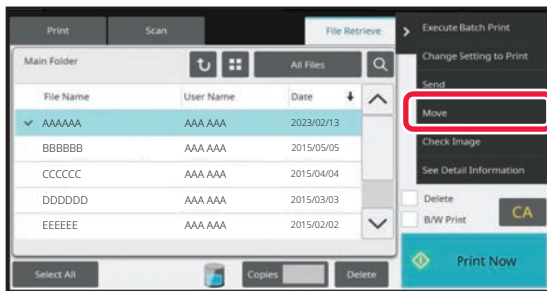 Print Scan File Retrieve
Main Folder All Files
File Name User Name Date
AAAAAA AAA AAA 2023/02/13
BBBBBB AAA AAA 2015/05/05
CCCCCC AAA AAA 2015/04/04
DDDDDD AAA AAA 2015/03/03
EEEEEE AAA AAA 2015/02/02
Select All Copies Delete
Execute Batch Print
Change Setting to Print
Send
Move
Check Image
See Detail Information
Delete
B/W Print
CA
Print Now